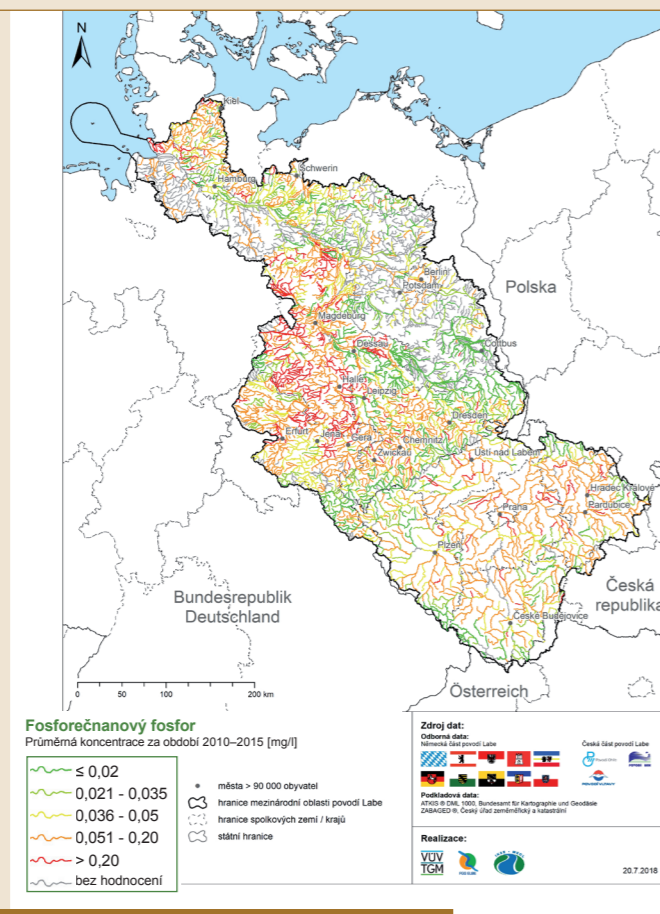 N
Kiel
Schwerin
Hamburg
Berlin
Potsdam
Polska
Magdeburg
Dessau
Cottbus
Halle
Leipzig
Dresden
Erfurt
Jena
Gera
Chemnitz
Zwickau
Ústí nad Labem
Hradec Králové
Praha
Pardubice
Plzeň
Bundesrepublik
Deutschland
Česká
republika
České Budějovice
0 50 100 200 km
Österreich
Fosforečnanový fosfor
Průměrná koncentrace za období 2010–2015 [mg/l]
≤ 0,02
0,021 - 0,035
0,036 - 0,05
0,051 - 0,20
> 0,20
bez hodnocení
města > 90 000 obyvatel
hranice mezinárodní oblasti povodí Labe
hranice spolkových zemí / krajů
státní hranice
Zdroj dat:
Odborná data:
Německá část povodí Labe
Česká část povodí Labe
Podkladová data:
ATKIS ® DML 1000, Bundesamt für Kartographie und Geodäsie
ZABAGED ®, Český úřad zeměměřický a katastrální
Realizace:
VÚV
TGM
20.7.2018